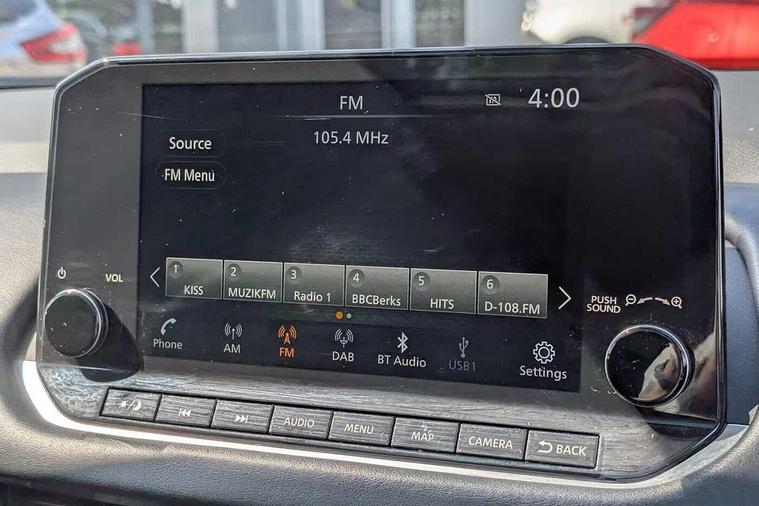 FM
4:00
105.4 MHz
Source
FM Menu
1 KISS
2 MUZIKFM
3 Radio 1
4 BBCBerks
5 HITS
6 D-108.FM
VOL
PUSH
SOUND
Phone
AM
FM
DAB
BT Audio
USB1
Settings
AUDIO
MENU
MAP
CAMERA
BACK